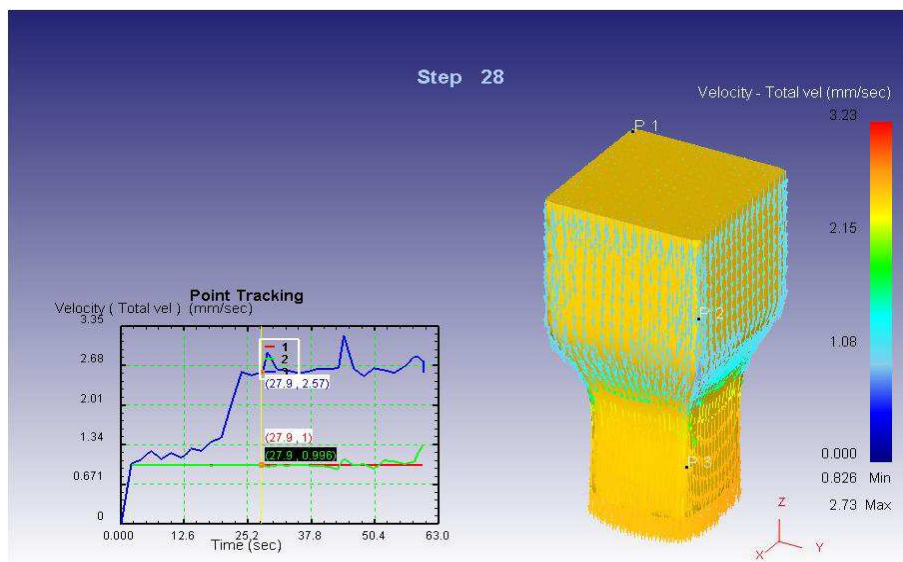 Step 28
Velocity - Total vel (mm/sec)
3.23
2.15
1.08
0.000
0.826 Min
2.73 Max
P 1
P 2
P 3
Z
X
Y
Point Tracking
Velocity ( Total vel ) (mm/sec)
3.35
2.68
2.01
1.34
0.671
0
1
2
3
(27.9 , 2.57)
(27.9 , 1)
(27.9 , 0.996)
0.000 12.6 25.2 37.8 50.4 63.0
Time (sec)